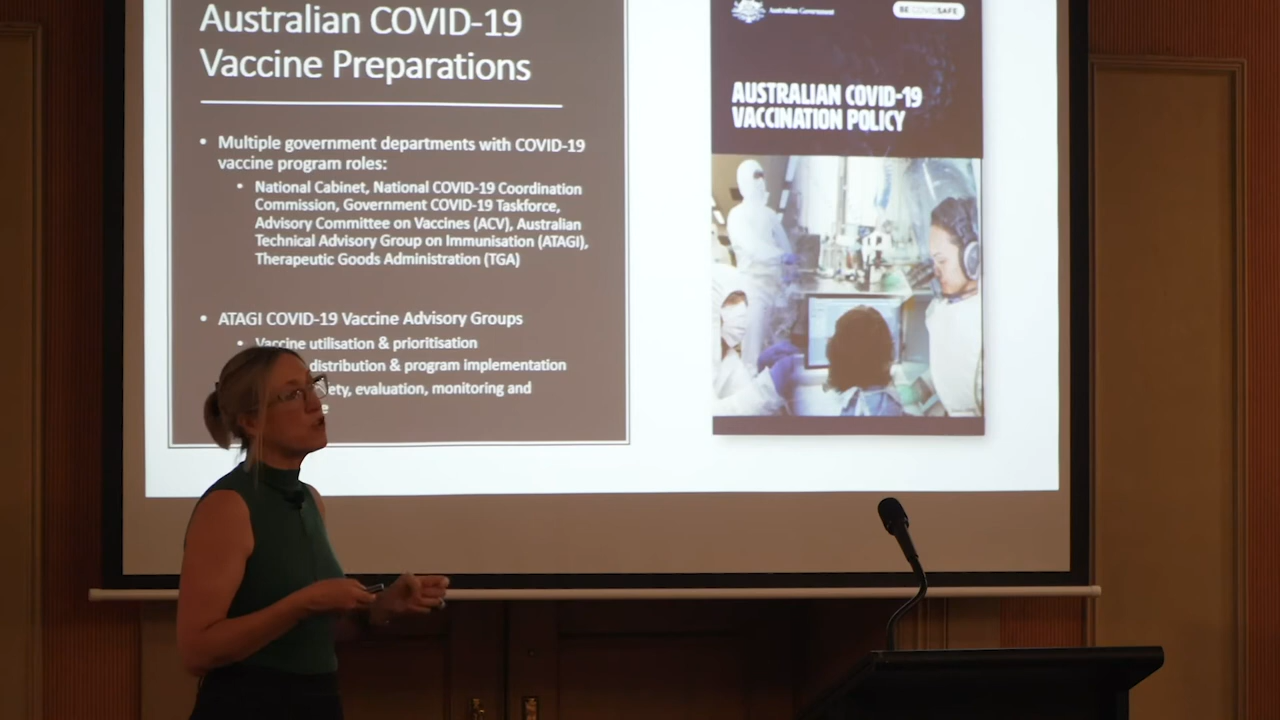 Australian COVID-19
Vaccine Preparations
• Multiple government departments with COVID-19
vaccine program roles:
• National Cabinet, National COVID-19 Coordination
Commission, Government COVID-19 Taskforce,
Advisory Committee on Vaccines (ACV), Australian
Technical Advisory Group on Immunisation (ATAGI),
Therapeutic Goods Administration (TGA)
• ATAGI COVID-19 Vaccine Advisory Groups
• Vaccine utilisation & prioritisation
distribution & program implementation
evaluation, monitoring and
Australian Government
BE COVIDSAFE
AUSTRALIAN COVID-19
VACCINATION POLICY